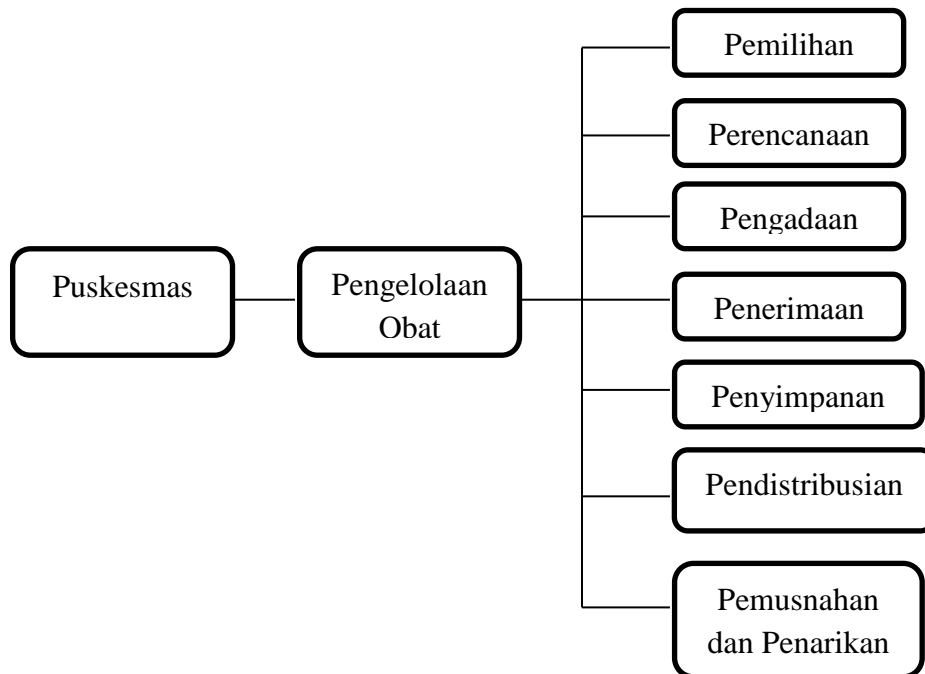 Puskesmas
Pengelolaan
Obat
Pemilihan
Perencanaan
Pengadaan
Penerimaan
Penyimpanan
Pendistribusian
Pemusnahan
dan Penarikan